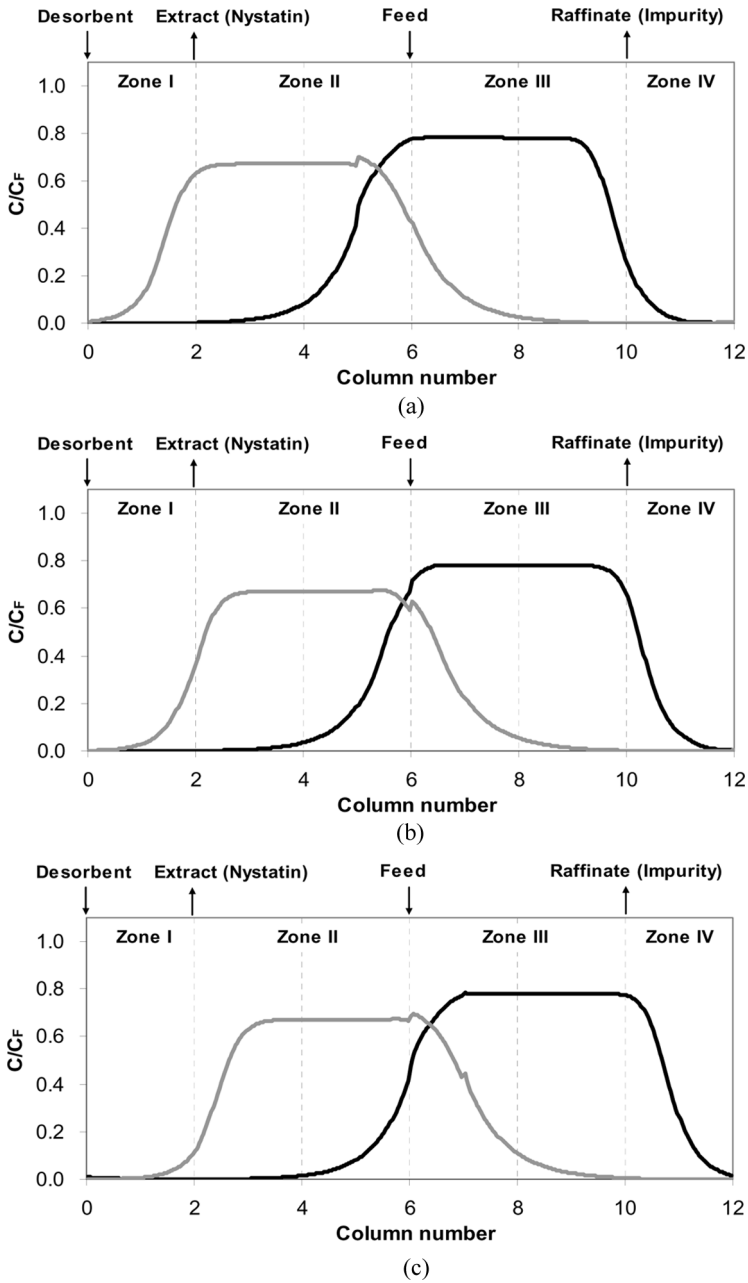 Desorbent Extract (Nystatin) Feed Raffinate (Impurity)
Zone I Zone II Zone III Zone IV
1.0
0.8
0.6
0.4
0.2
0.0
C/CF
0 2 4 6 8 10 12
Column number
(a)
Desorbent Extract (Nystatin) Feed Raffinate (Impurity)
Zone I Zone II Zone III Zone IV
1.0
0.8
0.6
0.4
0.2
0.0
C/CF
0 2 4 6 8 10 12
Column number
(b)
Desorbent Extract (Nystatin) Feed Raffinate (Impurity)
Zone I Zone II Zone III Zone IV
1.0
0.8
0.6
0.4
0.2
0.0
C/CF
0 2 4 6 8 10 12
Column number
(c)